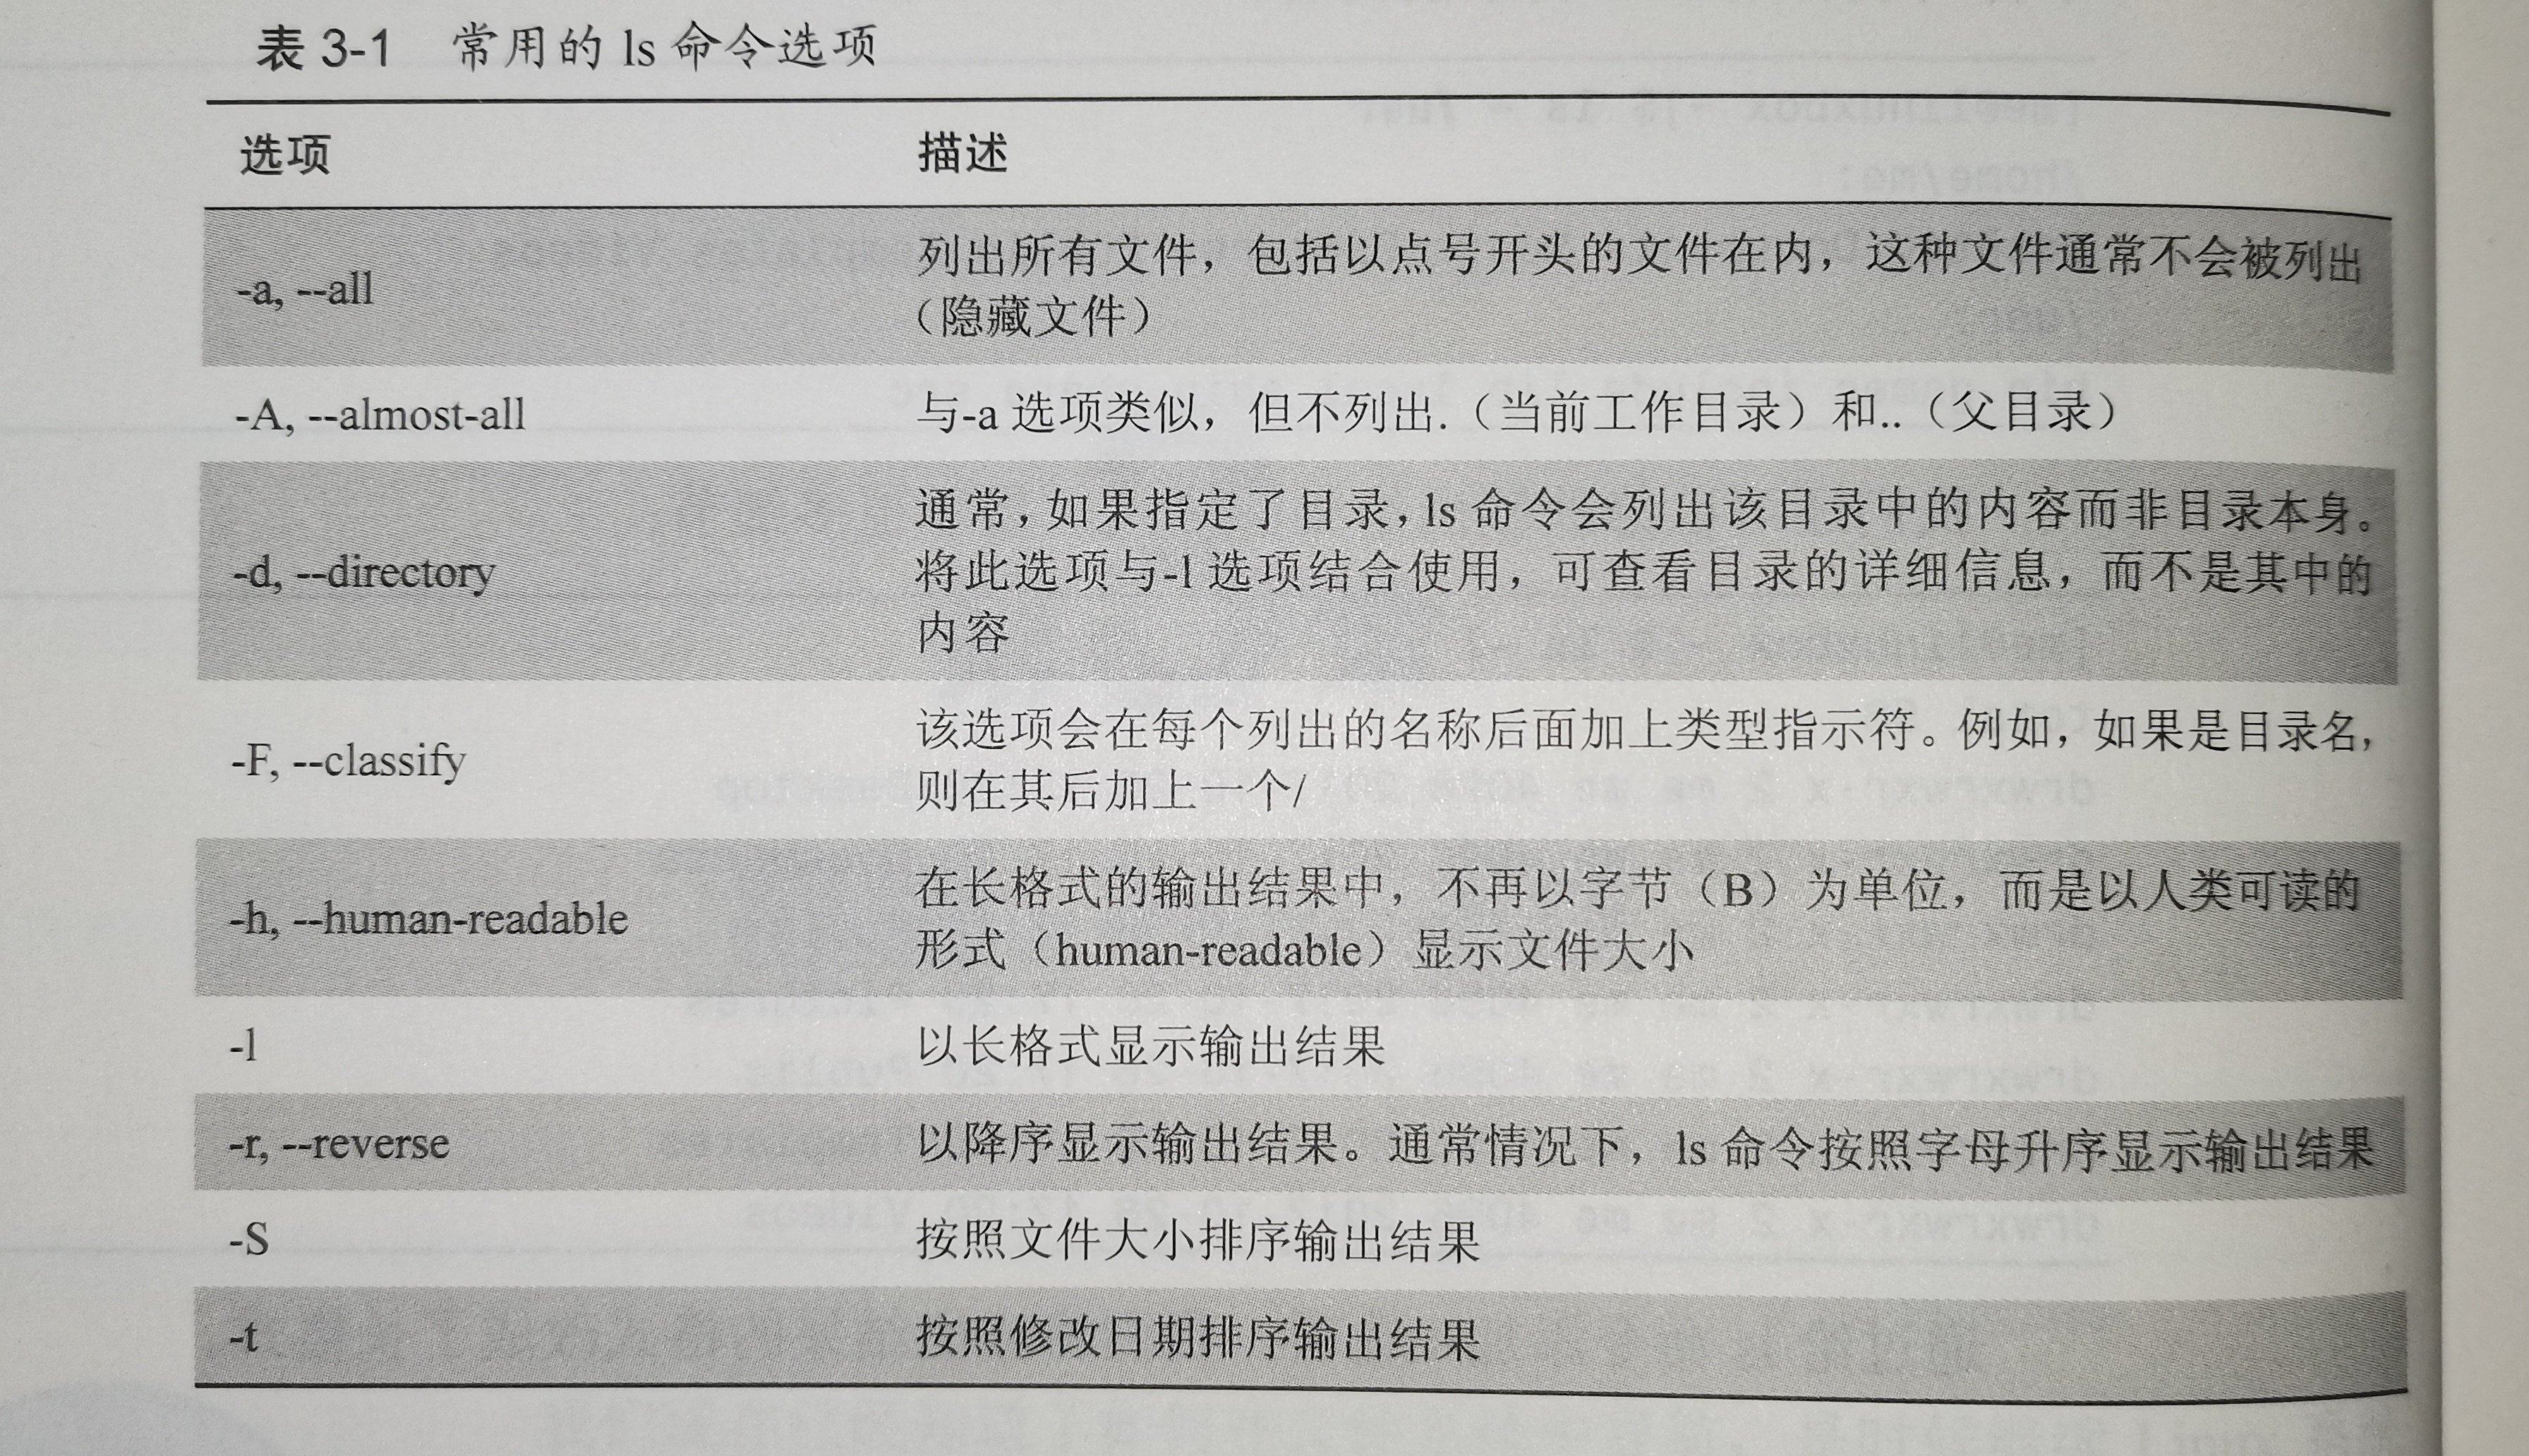 表 3-1 常用的 ls 命令选项
选项 描述
-a, --all
列出所有文件，包括以点号开头的文件在内，这种文件通常不会被列出
（隐藏文件）
-A, --almost-all
与-a 选项类似，但不列出.（当前工作目录）和..（父目录）
-d, --directory
通常，如果指定了目录，ls 命令会列出该目录中的内容而非目录本身。
将此选项与-l 选项结合使用，可查看目录的详细信息，而不是其中的
内容
-F, --classify
该选项会在每个列出的名称后面加上类型指示符。例如，如果是目录名，
则在其后加上一个/
-h, --human-readable
在长格式的输出结果中，不再以字节（B）为单位，而是以人类可读的
形式（human-readable）显示文件大小
-l
以长格式显示输出结果
-r, --reverse
以降序显示输出结果。通常情况下，ls 命令按照字母升序显示输出结果
-S
按照文件大小排序输出结果
-t
按照修改日期排序输出结果